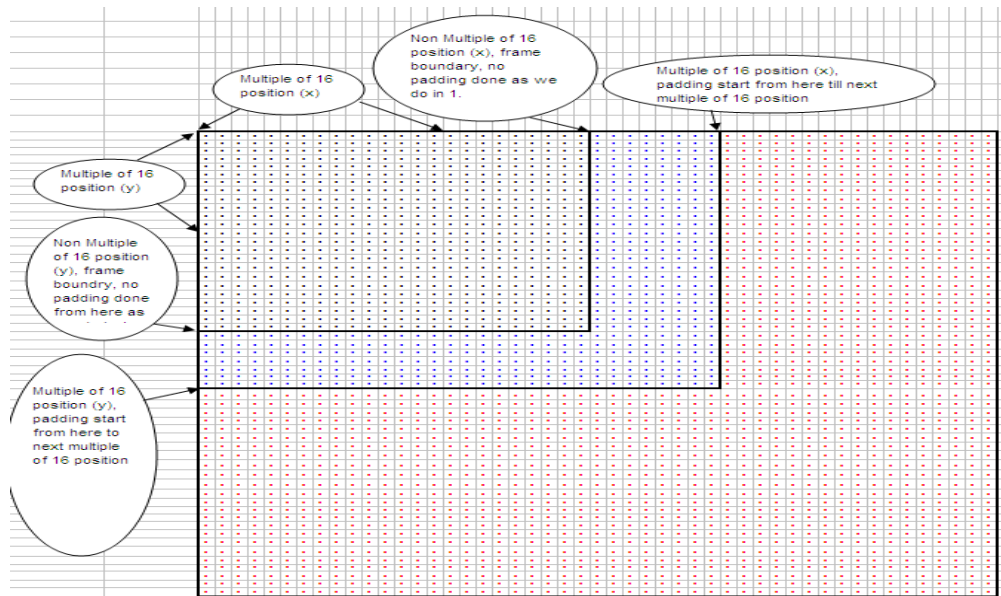 Non Multiple of 16
position (x), frame
boundary, no
padding done as we
do in 1.
Multiple of 16
position (x)
Multiple of 16 position (x),
padding start from here till next
multiple of 16 position
Multiple of 16
position (y)
Non Multiple
of 16 position
(y), frame
boundry, no
padding done
from here as
Multiple of 16
position (y),
padding start
from here to
next multiple
of 16 position